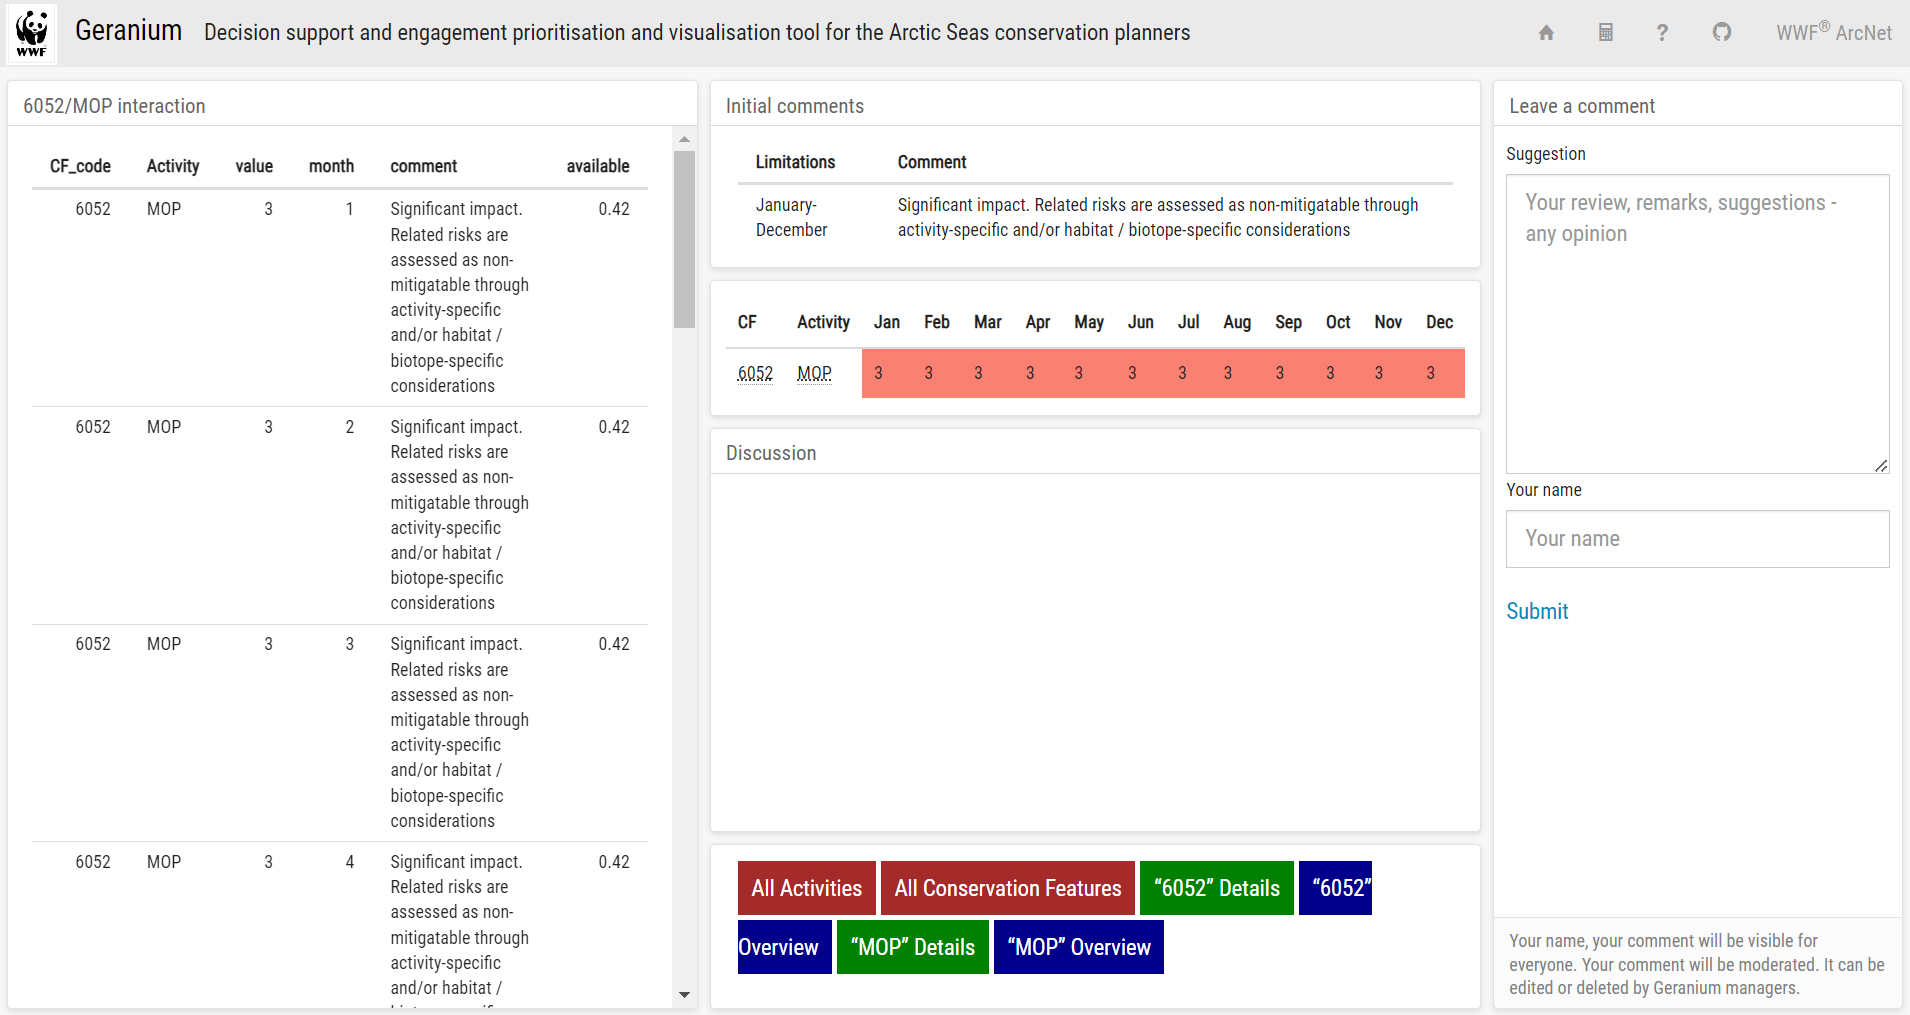 WWF
Geranium Decision support and engagement prioritisation and visualisation tool for the Arctic Seas conservation planners
? WWF® ArcNet
6052/MOP interaction
CF_code Activity value month comment available
6052 MOP 3 1 Significant impact. 0.42
Related risks are
assessed as non-
mitigatable through
activity-specific
and/or habitat /
biotope-specific
considerations
6052 MOP 3 2 Significant impact. 0.42
Related risks are
assessed as non-
mitigatable through
activity-specific
and/or habitat /
biotope-specific
considerations
6052 MOP 3 3 Significant impact. 0.42
Related risks are
assessed as non-
mitigatable through
activity-specific
and/or habitat /
biotope-specific
considerations
6052 MOP 3 4 Significant impact. 0.42
Related risks are
assessed as non-
mitigatable through
activity-specific
and/or habitat /
Initial comments
Limitations Comment
January- Significant impact. Related risks are assessed as non-mitigatable through
December activity-specific and/or habitat / biotope-specific considerations
CF Activity Jan Feb Mar Apr May Jun Jul Aug Sep Oct Nov Dec
6052 MOP 3 3 3 3 3 3 3 3 3 3 3 3
Discussion
All Activities All Conservation Features “6052” Details “6052”
Overview “MOP” Details “MOP” Overview
Leave a comment
Suggestion
Your review, remarks, suggestions -
any opinion
Your name
Your name
Submit
Your name, your comment will be visible for
everyone. Your comment will be moderated. It can be
edited or deleted by Geranium managers.